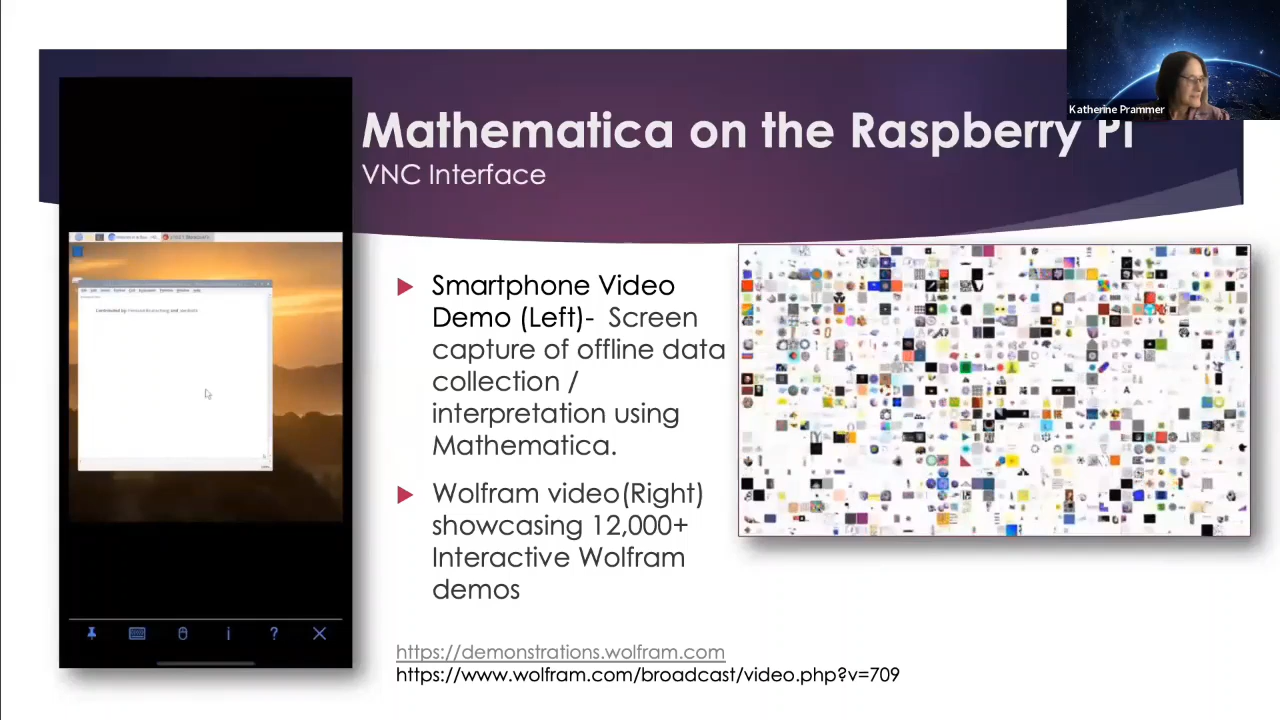 Katherine Prammer
Mathematica on the Raspberry Pi
VNC Interface
Smartphone Video
Demo (Left)- Screen
capture of offline data
collection /
interpretation using
Mathematica.
Wolfram video(Right)
showcasing 12,000+
Interactive Wolfram
demos
https://demonstrations.wolfram.com
https://www.wolfram.com/broadcast/video.php?v=709